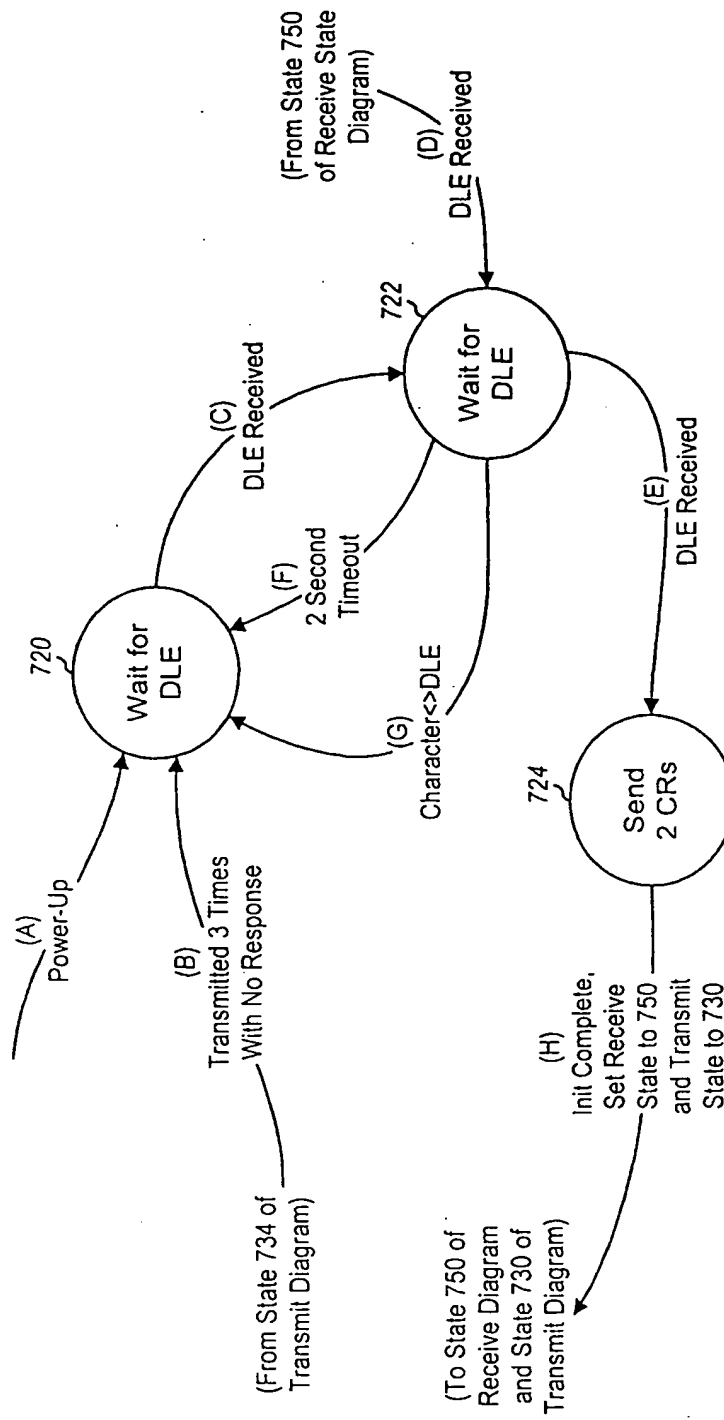 (A)
Power-Up
(B)
Transmitted 3 Times
With No Response
(From State 734 of
Transmit Diagram)
720
Wait for
DLE
(C)
DLE Received
(F)
2 Second
Timeout
(G)
Character<>DLE
722
Wait for
DLE
(From State 750
of Receive State
Diagram)
(D)
DLE Received
(E)
DLE Received
724
Send
2 CRs
(H)
Init Complete,
Set Receive
State to 750
and Transmit
State to 730
(To State 750 of
Receive Diagram
and State 730 of
Transmit Diagram)